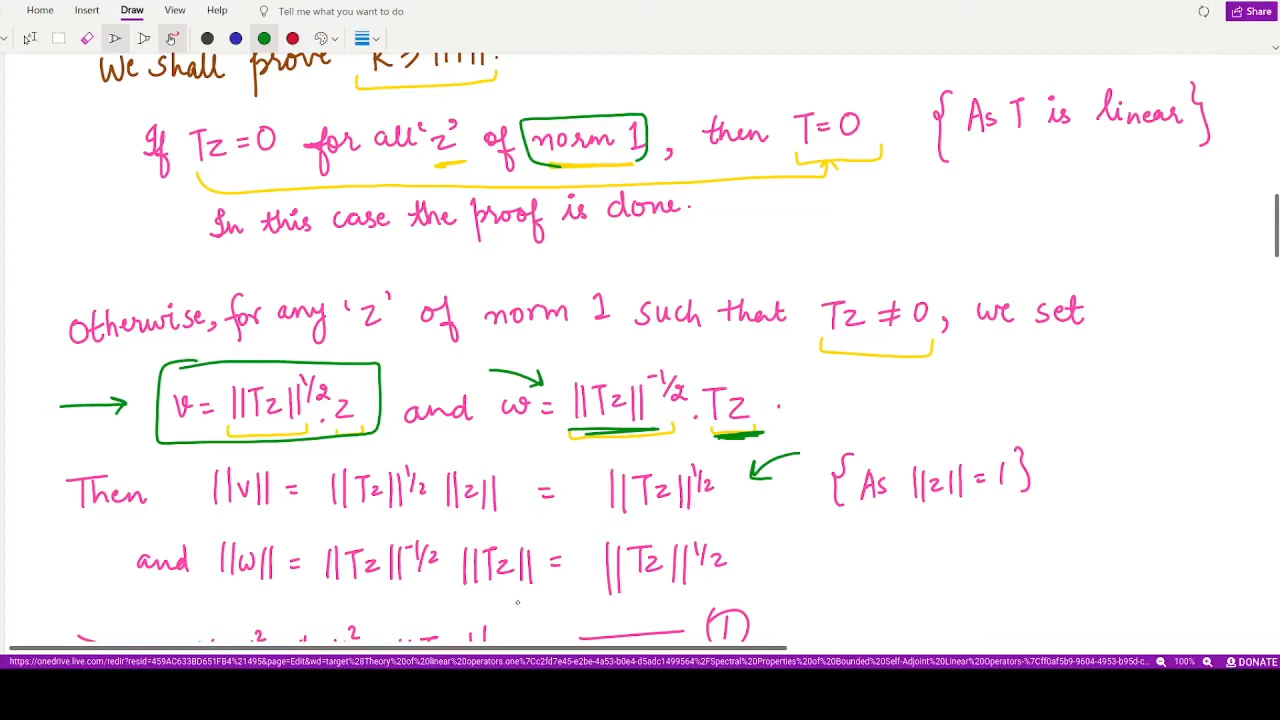 Home Insert Draw View Help Tell me what you want to do Share
We shall prove K ≥ ||T||.
If Tz = 0 for all 'z' of norm 1, then T = 0 {As T is linear}
In this case the proof is done.
Otherwise, for any 'z' of norm 1 such that Tz ≠ 0, we set
v = ||Tz||^1/2 . z and w = ||Tz||^-1/2 . Tz .
Then ||v|| = ||Tz||^1/2 ||z|| = ||Tz||^1/2 {As ||z|| = 1}
and ||w|| = ||Tz||^-1/2 ||Tz|| = ||Tz||^1/2
1
100% DONATE